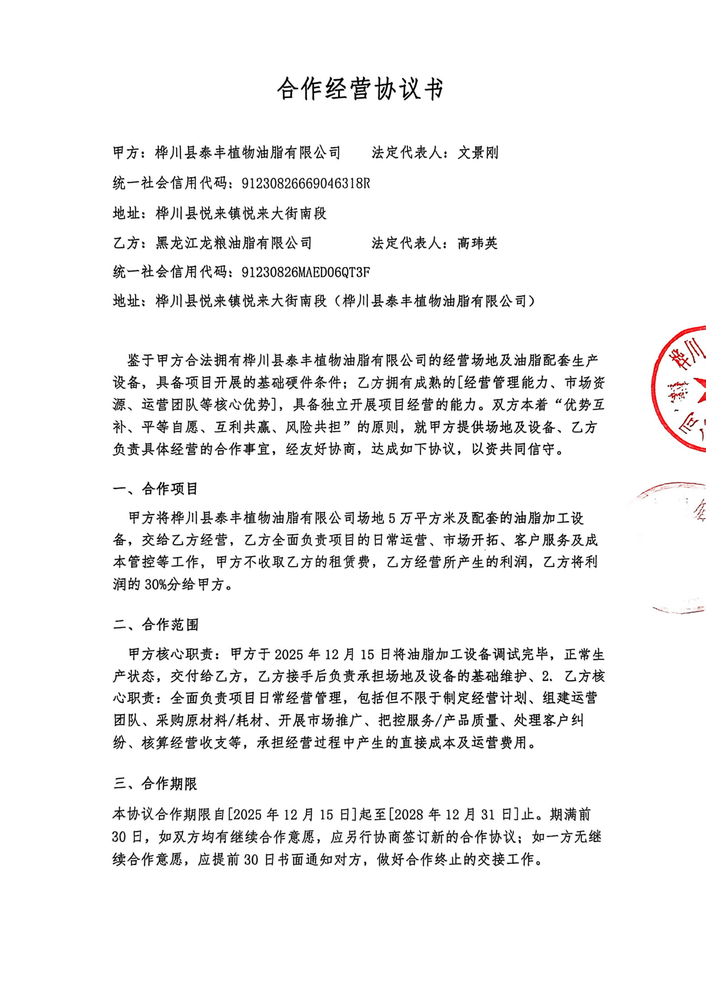 合作经营协议书
甲方：桦川县泰丰植物油脂有限公司 法定代表人：文景刚
统一社会信用代码：91230826669046318R
地址：桦川县悦来镇悦来大街南段
乙方：黑龙江龙粮油脂有限公司 法定代表人：高玮英
统一社会信用代码：91230826MAED06QT3F
地址：桦川县悦来镇悦来大街南段（桦川县泰丰植物油脂有限公司）
鉴于甲方合法拥有桦川县泰丰植物油脂有限公司的经营场地及油脂配套生产
设备，具备项目开展的基础硬件条件；乙方拥有成熟的[经营管理能力、市场资
源、运营团队等核心优势]，具备独立开展项目经营的能力。双方本着“优势互
补、平等自愿、互利共赢、风险共担”的原则，就甲方提供场地及设备、乙方
负责具体经营的合作事宜，经友好协商，达成如下协议，以资共同信守。
一、合作项目
甲方将桦川县泰丰植物油脂有限公司场地 5 万平方米及配套的油脂加工设
备，交给乙方经营，乙方全面负责项目的日常运营、市场开拓、客户服务及成
本管控等工作，甲方不收取乙方的租赁费，乙方经营所产生的利润，乙方将利
润的 30%分给甲方。
二、合作范围
甲方核心职责：甲方于 2025 年 12 月 15 日将油脂加工设备调试完毕，正常生
产状态，交付给乙方，乙方接手后负责承担场地及设备的基础维护、2. 乙方核
心职责：全面负责项目日常经营管理，包括但不限于制定经营计划、组建运营
团队、采购原材料/耗材、开展市场推广、把控服务/产品质量、处理客户纠
纷、核算经营收支等，承担经营过程中产生的直接成本及运营费用。
三、合作期限
本协议合作期限自[2025 年 12 月 15 日]起至[2028 年 12 月 31 日]止。期满前
30 日，如双方均有继续合作意愿，应另行协商签订新的合作协议；如一方无继
续合作意愿，应提前 30 日书面通知对方，做好合作终止的交接工作。
桦川
司